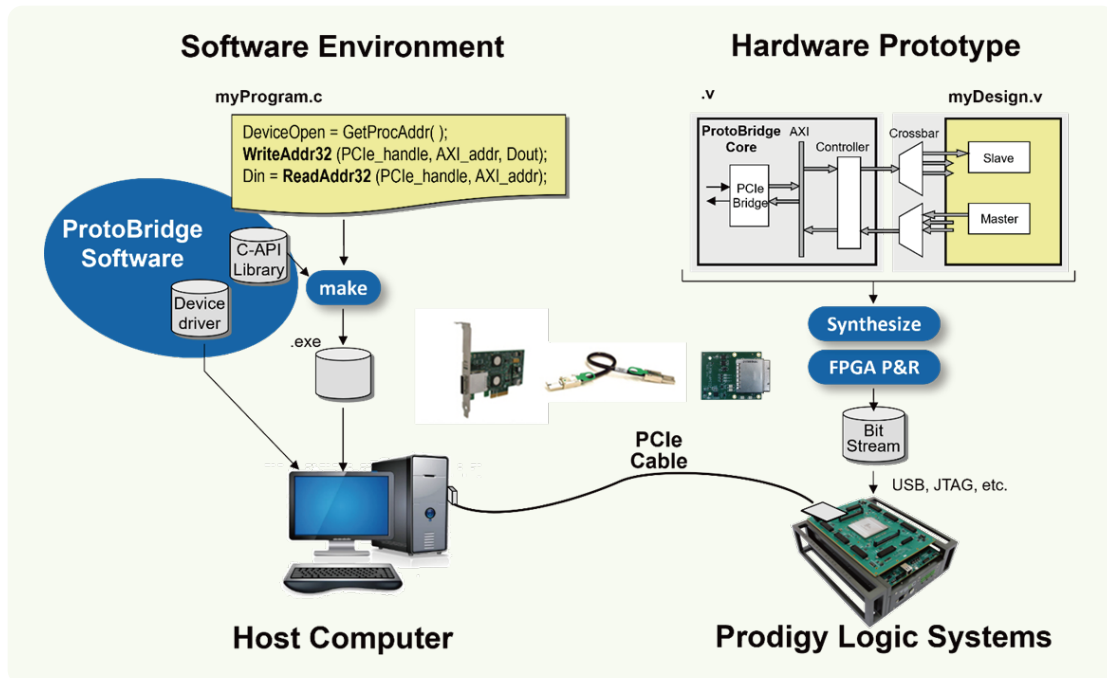 Software Environment
Hardware Prototype
myProgram.c
DeviceOpen = GetProcAddr( );
WriteAddr32 (PCIe_handle, AXI_addr, Dout);
Din = ReadAddr32 (PCIe_handle, AXI_addr);
ProtoBridge
Software
C-API
Library
Device
driver
make
.exe
.v
myDesign.v
ProtoBridge
Core
AXI
Controller
Crossbar
PCIe
Bridge
Slave
Master
Synthesize
FPGA P&R
Bit
Stream
USB, JTAG, etc.
PCIe
Cable
Host Computer
Prodigy Logic Systems